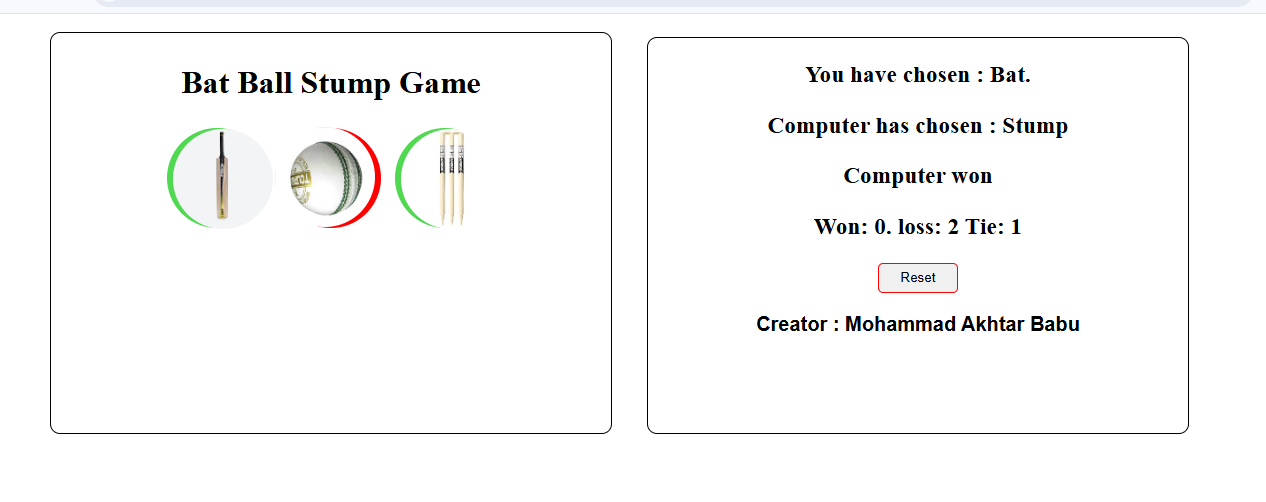 Bat Ball Stump Game
You have chosen : Bat.
Computer has chosen : Stump
Computer won
Won: 0. loss: 2 Tie: 1
Reset
Creator : Mohammad Akhtar Babu